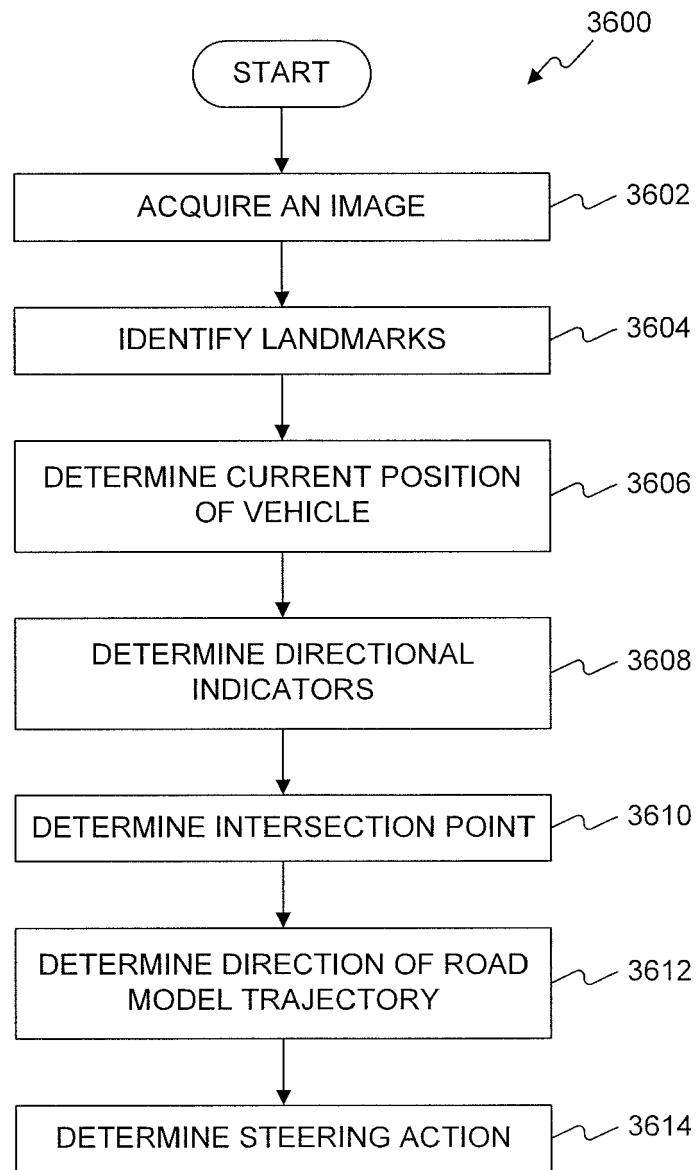 3600
START
ACQUIRE AN IMAGE
3602
IDENTIFY LANDMARKS
3604
DETERMINE CURRENT POSITION
OF VEHICLE
3606
DETERMINE DIRECTIONAL
INDICATORS
3608
DETERMINE INTERSECTION POINT
3610
DETERMINE DIRECTION OF ROAD
MODEL TRAJECTORY
3612
DETERMINE STEERING ACTION
3614